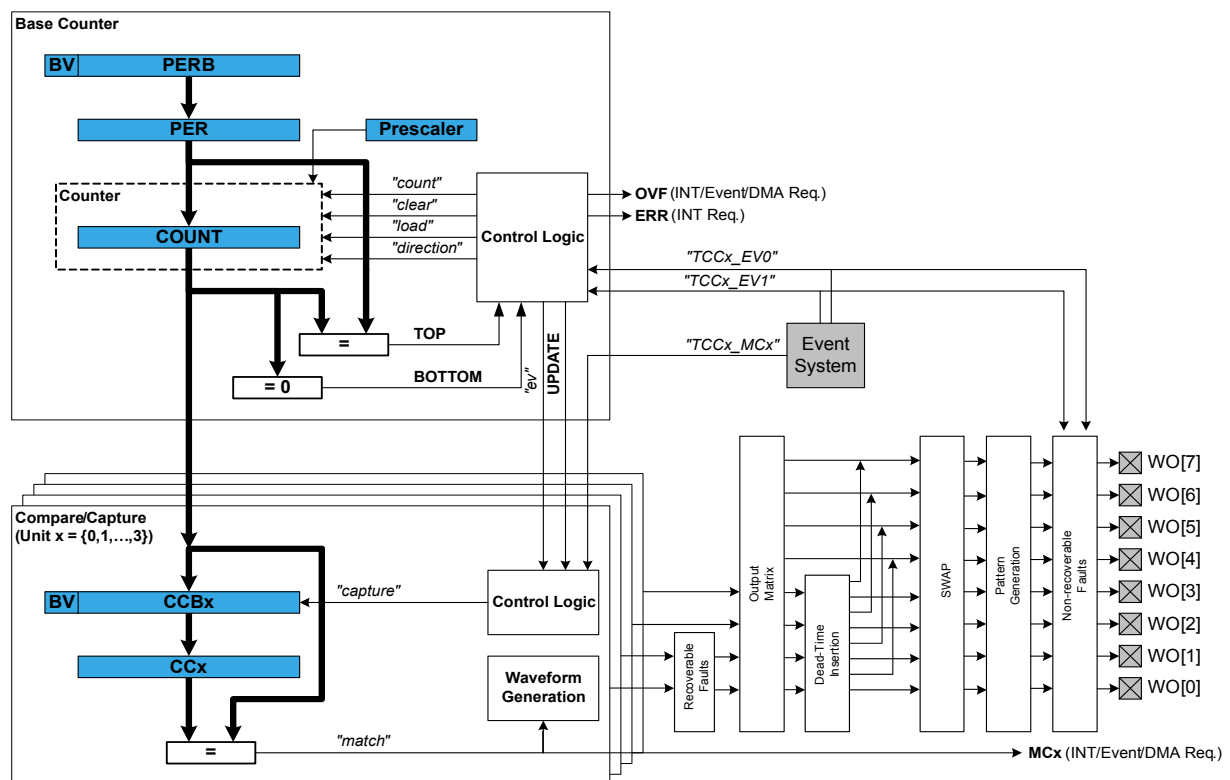 Base Counter
BV PERB
PER
Prescaler
Counter
COUNT
"count"
"clear"
"load"
"direction"
Control Logic
OVF (INT/Event/DMA Req.)
ERR (INT Req.)
"TCCx_EV0"
"TCCx_EV1"
"TCCx_MCx"
Event
System
=
TOP
= 0
BOTTOM
"ev"
UPDATE
Compare/Capture
(Unit x = {0,1,…,3})
BV CCBx
"capture"
Control Logic
CCx
Waveform
Generation
=
"match"
Recoverable
Faults
Output
Matrix
Dead-Time
Insertion
SWAP
Pattern
Generation
Non-recoverable
Faults
WO[7]
WO[6]
WO[5]
WO[4]
WO[3]
WO[2]
WO[1]
WO[0]
MCx (INT/Event/DMA Req.)